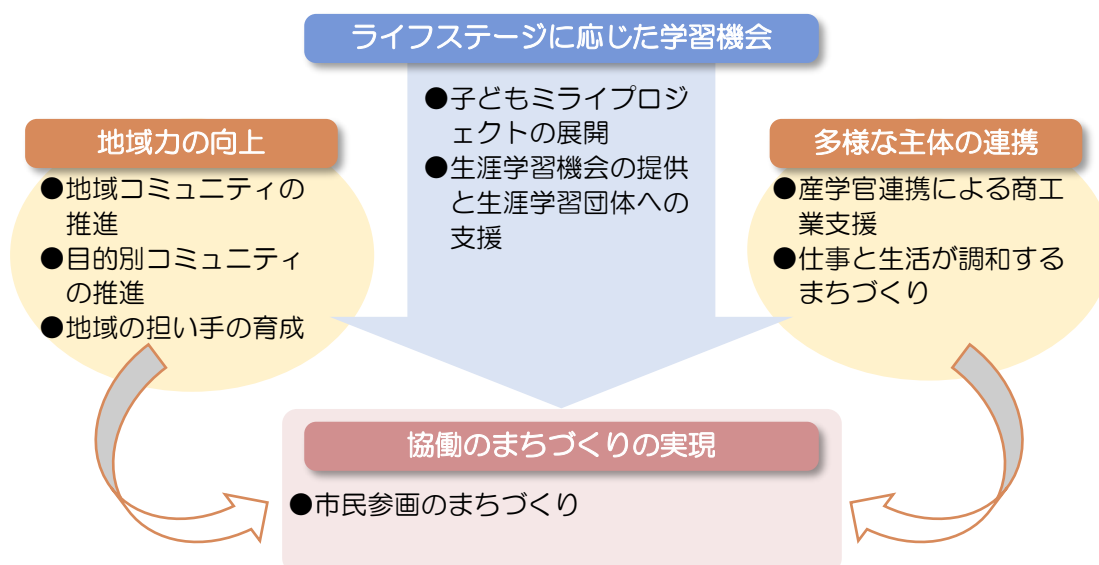 ライフステージに応じた学習機会
●子どもミライプロジ
ェクトの展開
●生涯学習機会の提供
と生涯学習団体への
支援
地域力の向上
●地域コミュニティの
推進
●目的別コミュニティ
の推進
●地域の担い手の育成
多様な主体の連携
●産学官連携による商工
業支援
●仕事と生活が調和する
まちづくり
協働のまちづくりの実現
●市民参画のまちづくり